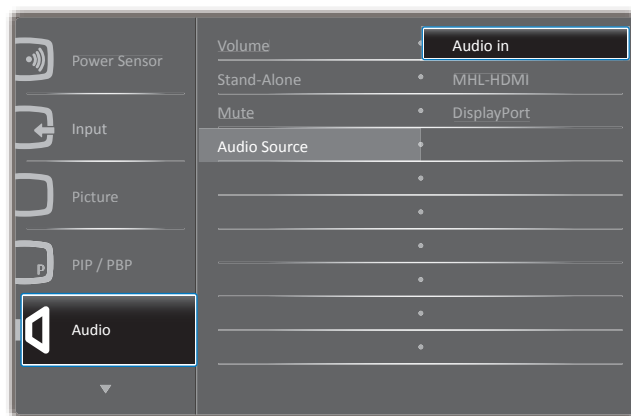 Power Sensor
Input
Picture
P
PIP / PBP
Audio
Volume
Stand-Alone
Mute
Audio Source
Audio in
MHL-HDMI
DisplayPort